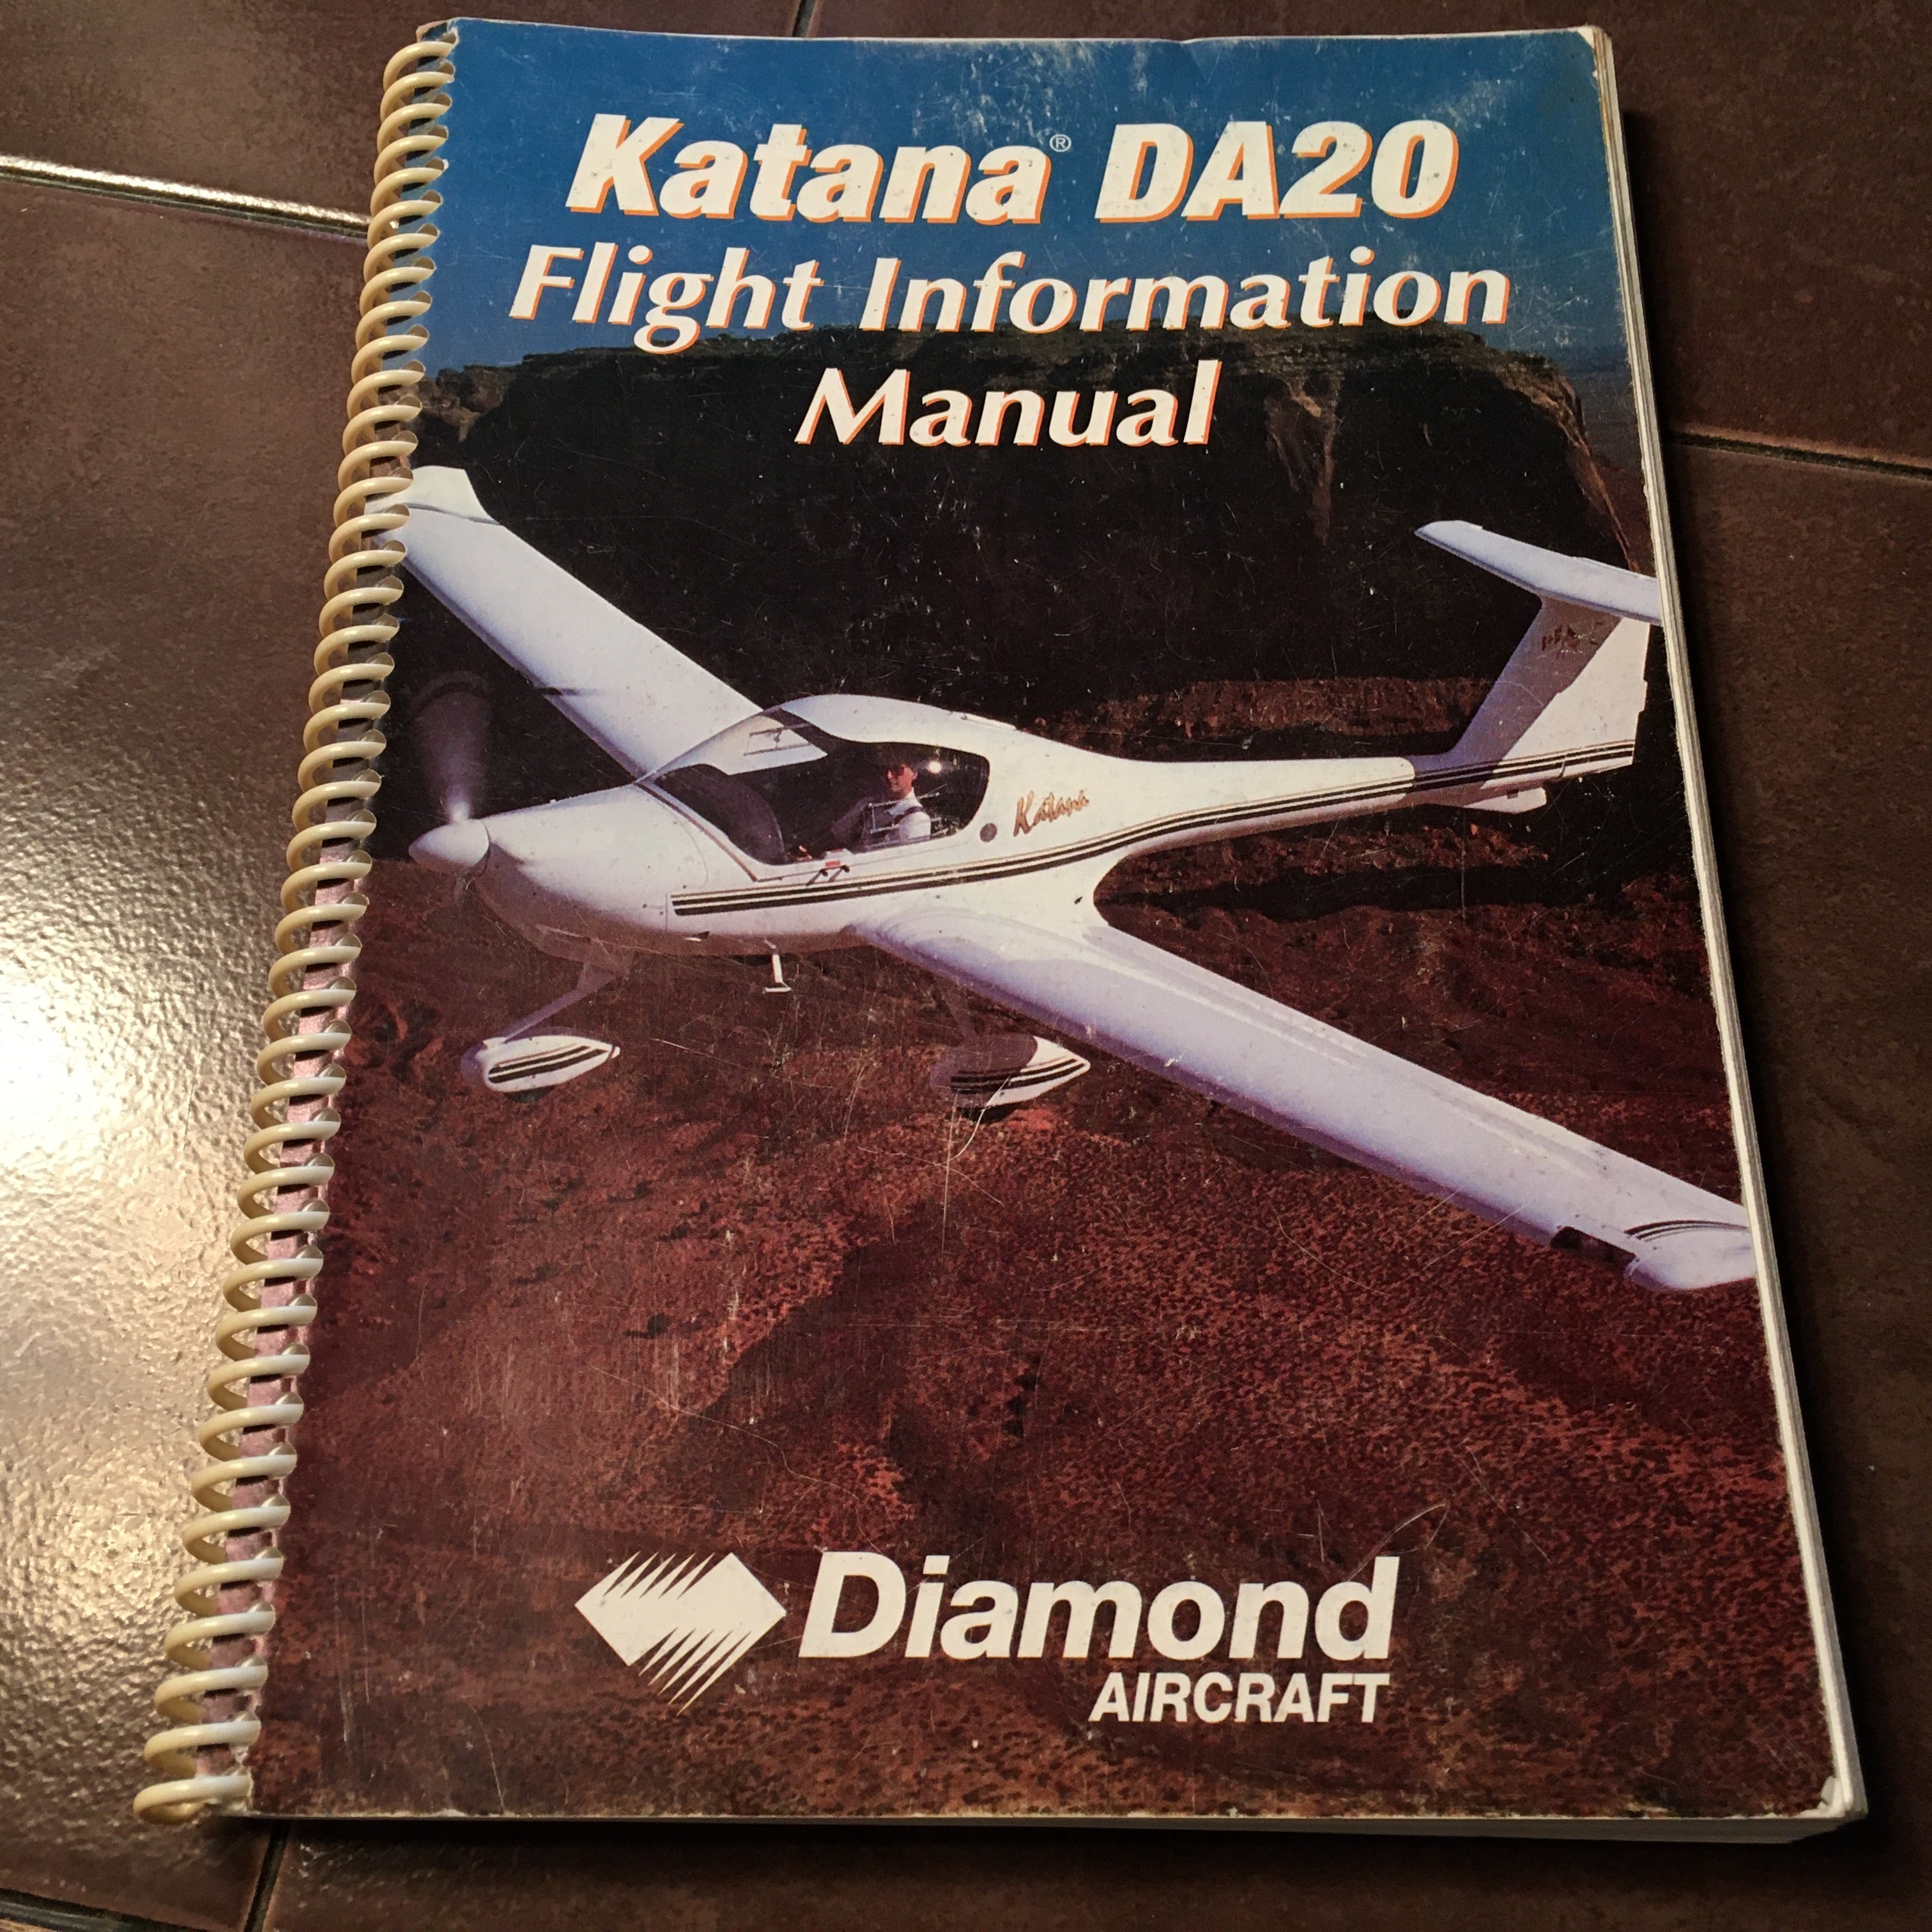 Katana® DA20
Flight Information
Manual
Katana
Diamond
AIRCRAFT